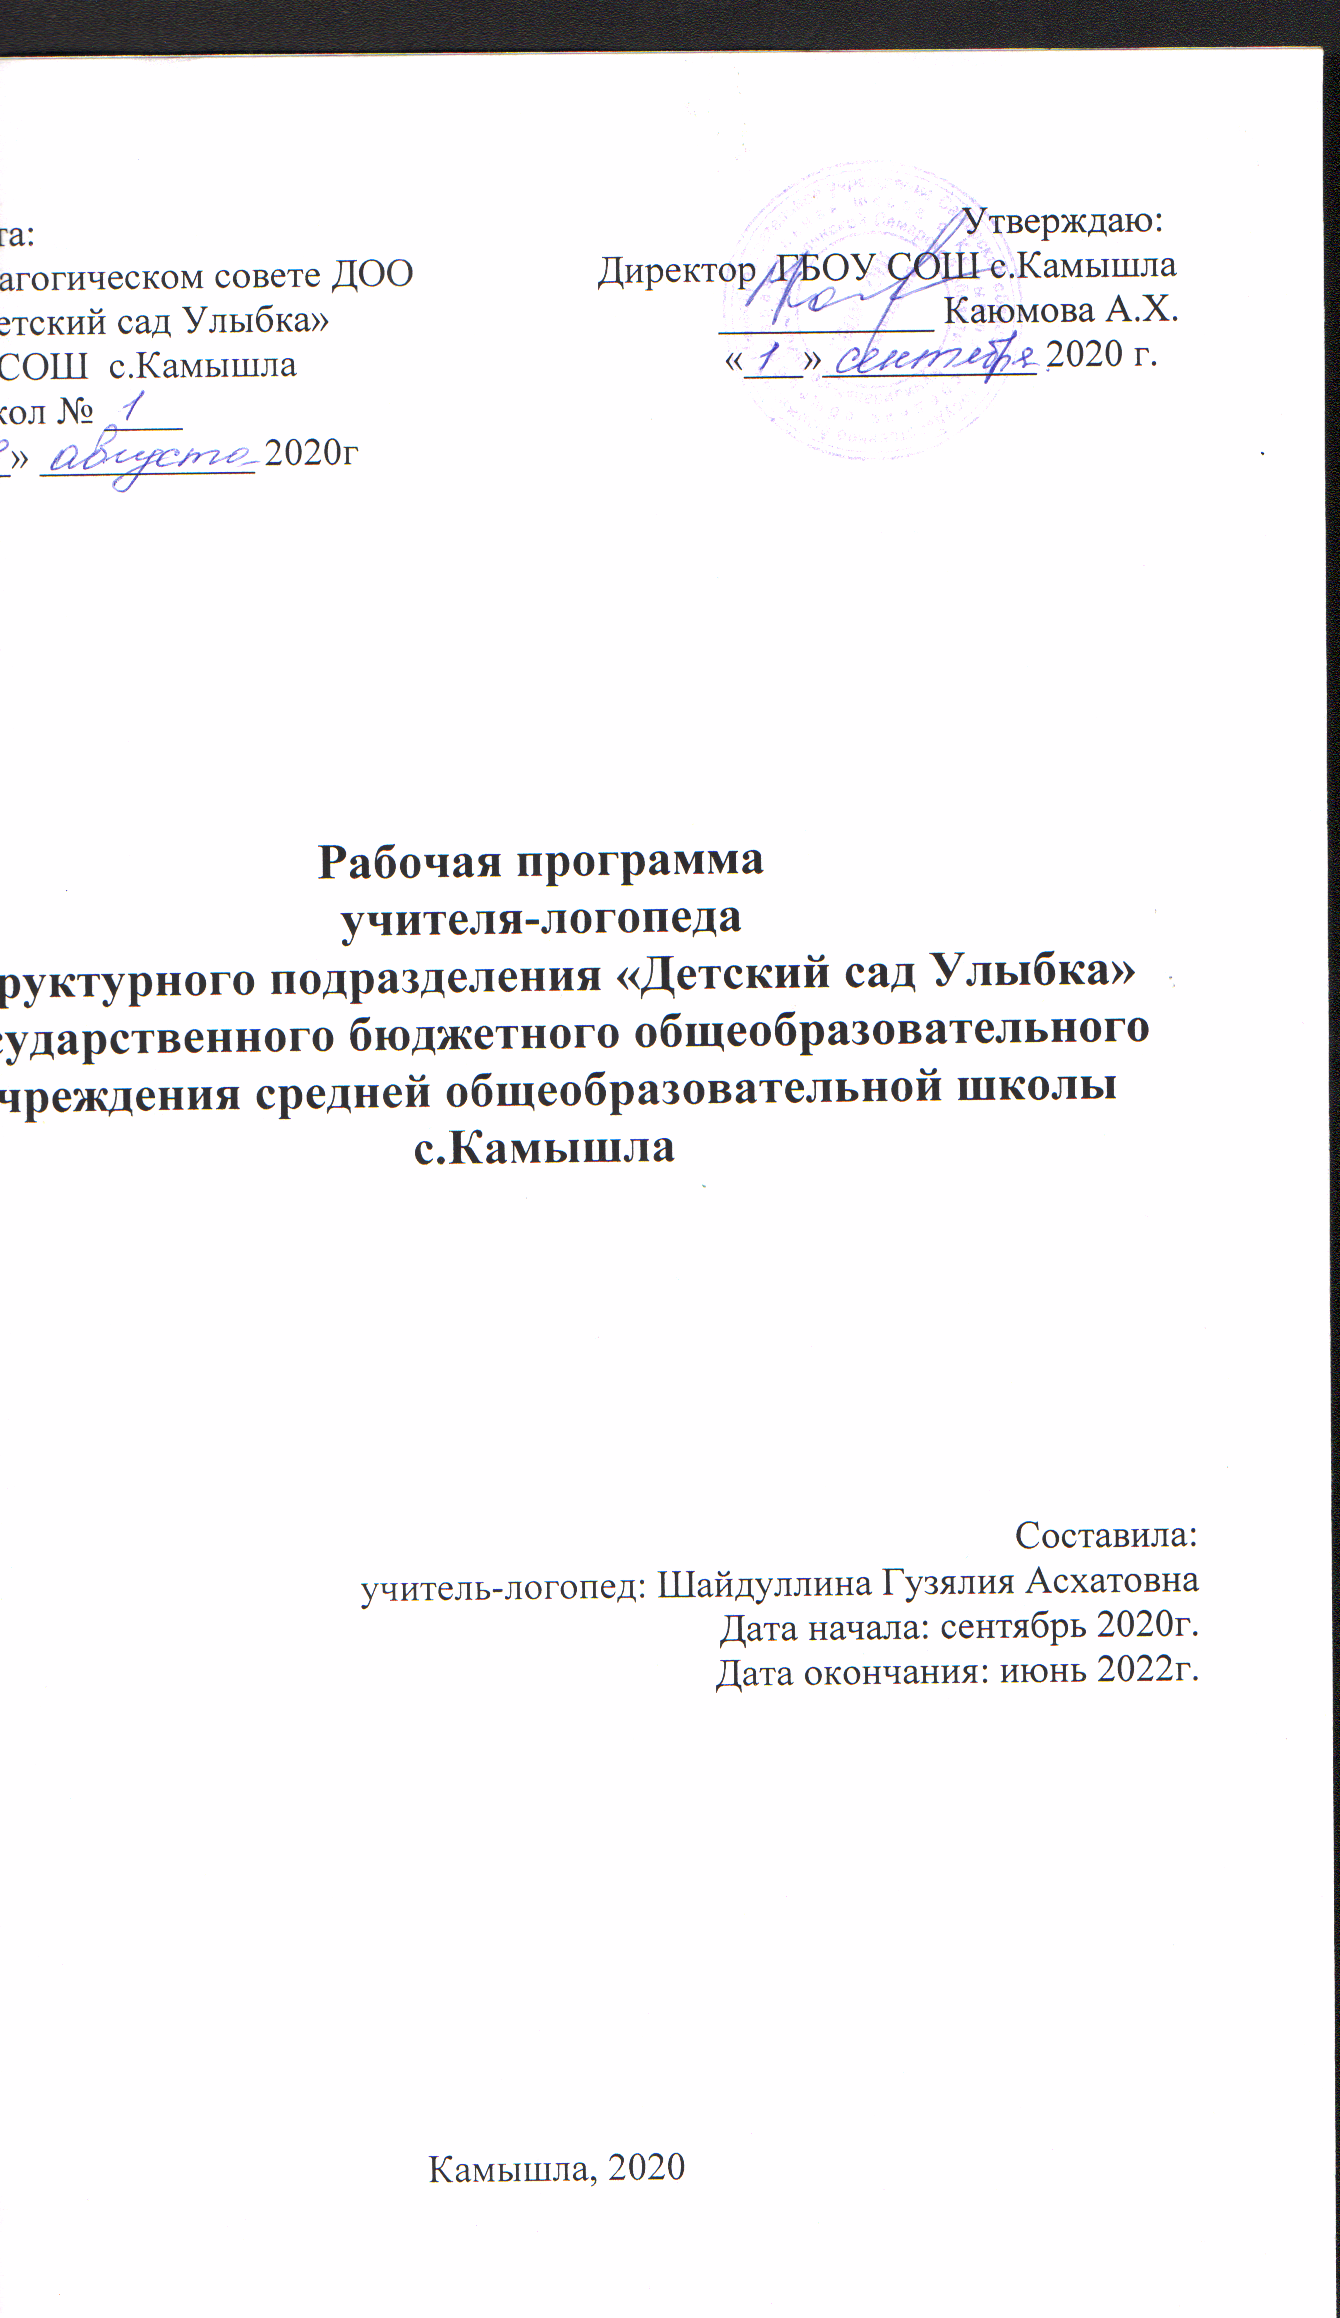 та:
агогическом совете ДОО
етский сад Улыбка»
СОШ с.Камышла
кол № 1
» августа 2020г
Утверждаю:
Директор ГБОУ СОШ с.Камышла
Каюмова А.Х.
«1» сентября 2020 г.
Рабочая программа
учителя-логопеда
руктурного подразделения «Детский сад Улыбка»
сударственного бюджетного общеобразовательного
чреждения средней общеобразовательной школы
с.Камышла
Составила:
учитель-логопед: Шайдуллина Гузялия Асхатовна
Дата начала: сентябрь 2020г.
Дата окончания: июнь 2022г.
Камышла, 2020